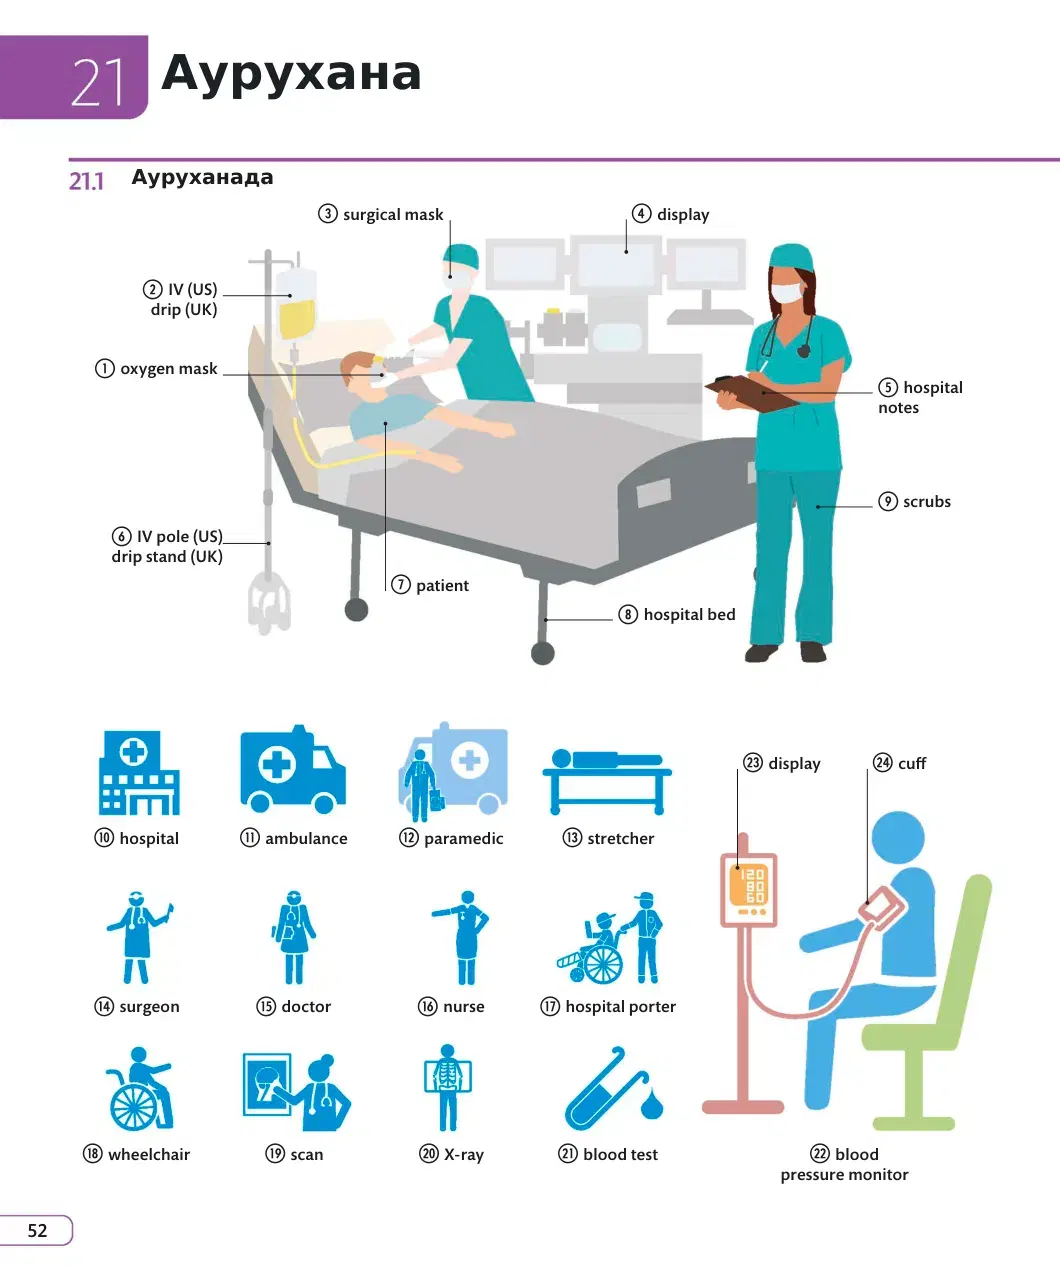 21
Аурухана
21.1 Ауруханада
③ surgical mask
④ display
② IV (US)
drip (UK)
① oxygen mask
⑤ hospital
notes
⑨ scrubs
⑥ IV pole (US)
drip stand (UK)
⑦ patient
⑧ hospital bed
⑩ hospital
⑪ ambulance
⑫ paramedic
⑬ stretcher
㉓ display
㉔ cuff
120
80
60
⑭ surgeon
⑮ doctor
⑯ nurse
⑰ hospital porter
⑱ wheelchair
⑲ scan
⑳ X-ray
㉑ blood test
㉒ blood
pressure monitor
52